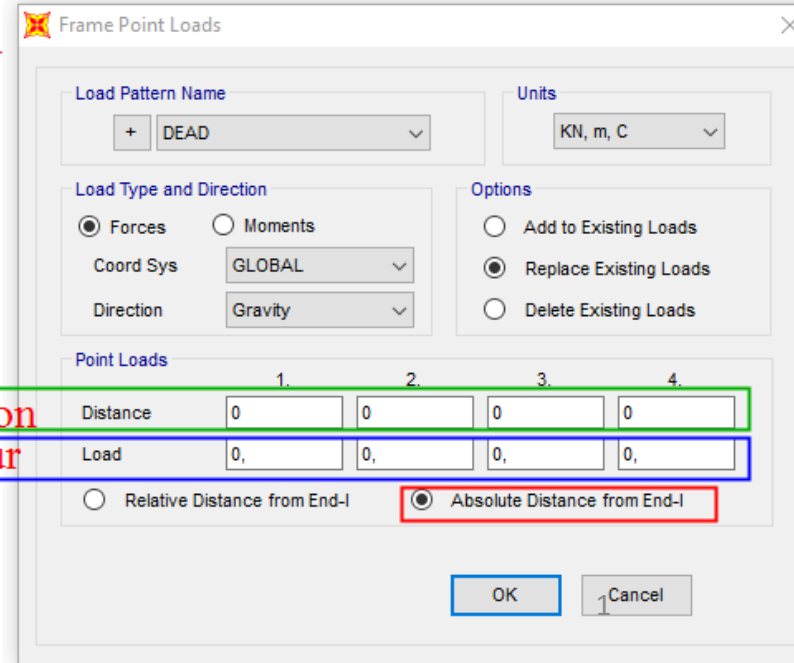 Frame Point Loads
Load Pattern Name
+ DEAD
Units
KN, m, C
Load Type and Direction
Forces Moments
Coord Sys GLOBAL
Direction Gravity
Options
Add to Existing Loads
Replace Existing Loads
Delete Existing Loads
Point Loads
1. 2. 3. 4.
Distance 0 0 0 0
Load 0, 0, 0, 0,
Relative Distance from End-I Absolute Distance from End-I
OK Cancel
1